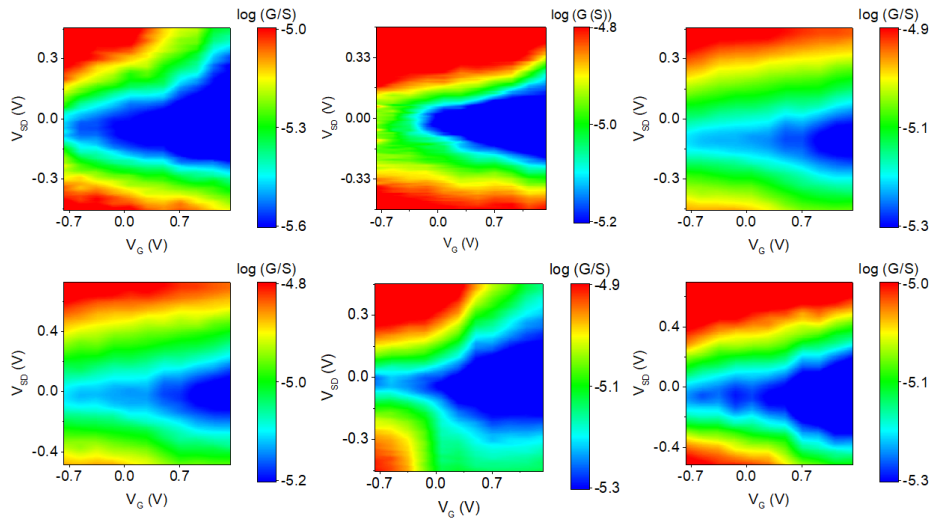 log (G/S)
-5.0
-5.3
-5.6
0.3
0.0
-0.3
V_SD (V)
-0.7 0.0 0.7
V_G (V)
log (G (S))
-4.8
-5.0
-5.2
0.33
0.00
-0.33
V_SD (V)
-0.7 0.0 0.7
V_G (V)
log (G/S)
-4.9
-5.1
-5.3
0.3
0.0
-0.3
V_SD (V)
-0.7 0.0 0.7
V_G (V)
log (G/S)
-4.8
-5.0
-5.2
0.4
0.0
-0.4
V_SD (V)
-0.7 0.0 0.7
V_G (V)
log (G/S)
-4.9
-5.1
-5.3
0.3
0.0
-0.3
V_SD (V)
-0.7 0.0 0.7
V_G (V)
log (G/S)
-5.0
-5.1
-5.3
0.4
0.0
-0.4
V_SD (V)
-0.7 0.0 0.7
V_G (V)